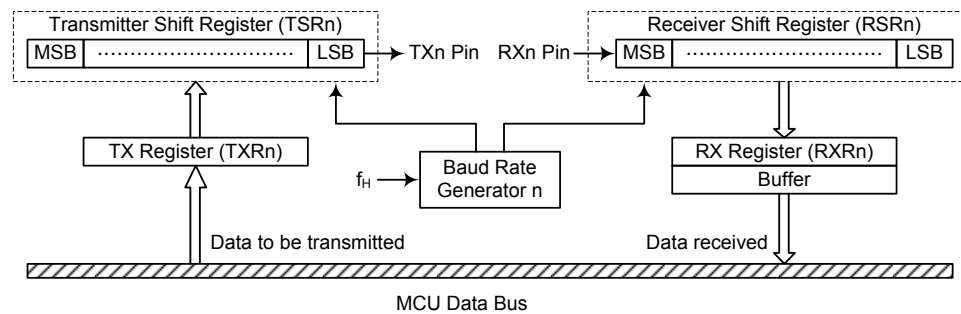 Transmitter Shift Register (TSRn)
Receiver Shift Register (RSRn)
MSB ………………………… LSB
TXn Pin
RXn Pin
MSB ………………………… LSB
TX Register (TXRn)
RX Register (RXRn)
Buffer
fH
Baud Rate
Generator n
Data to be transmitted
Data received
MCU Data Bus